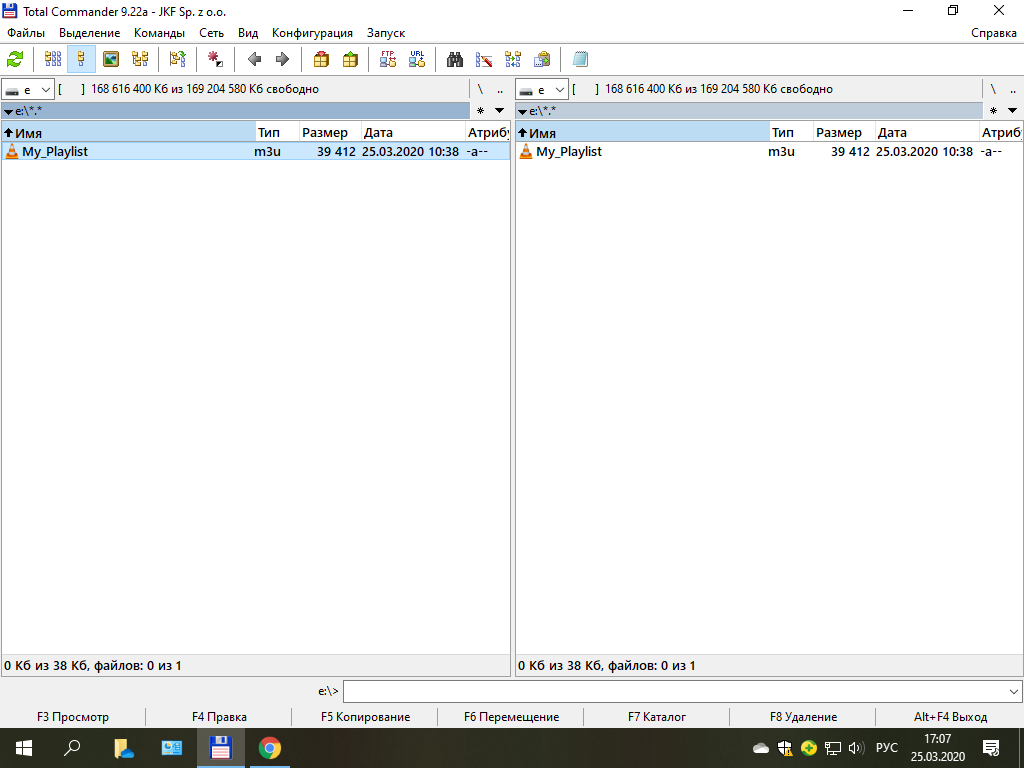 Total Commander 9.22a - JKF Sp. z o.o.
Файлы Выделение Команды Сеть Вид Конфигурация Запуск Справка
FTP URL
e [ ] 168 616 400 Кб из 169 204 580 Кб свободно \ ..
e [ ] 168 616 400 Кб из 169 204 580 Кб свободно \ ..
e:\*.* *
e:\*.* *
Имя Тип Размер Дата Атрибу
Имя Тип Размер Дата Атриб
My_Playlist m3u 39 412 25.03.2020 10:38 -a--
My_Playlist m3u 39 412 25.03.2020 10:38 -a--
0 Кб из 38 Кб, файлов: 0 из 1
0 Кб из 38 Кб, файлов: 0 из 1
e:\>
F3 Просмотр F4 Правка F5 Копирование F6 Перемещение F7 Каталог F8 Удаление Alt+F4 Выход
РУС
17:07
25.03.2020